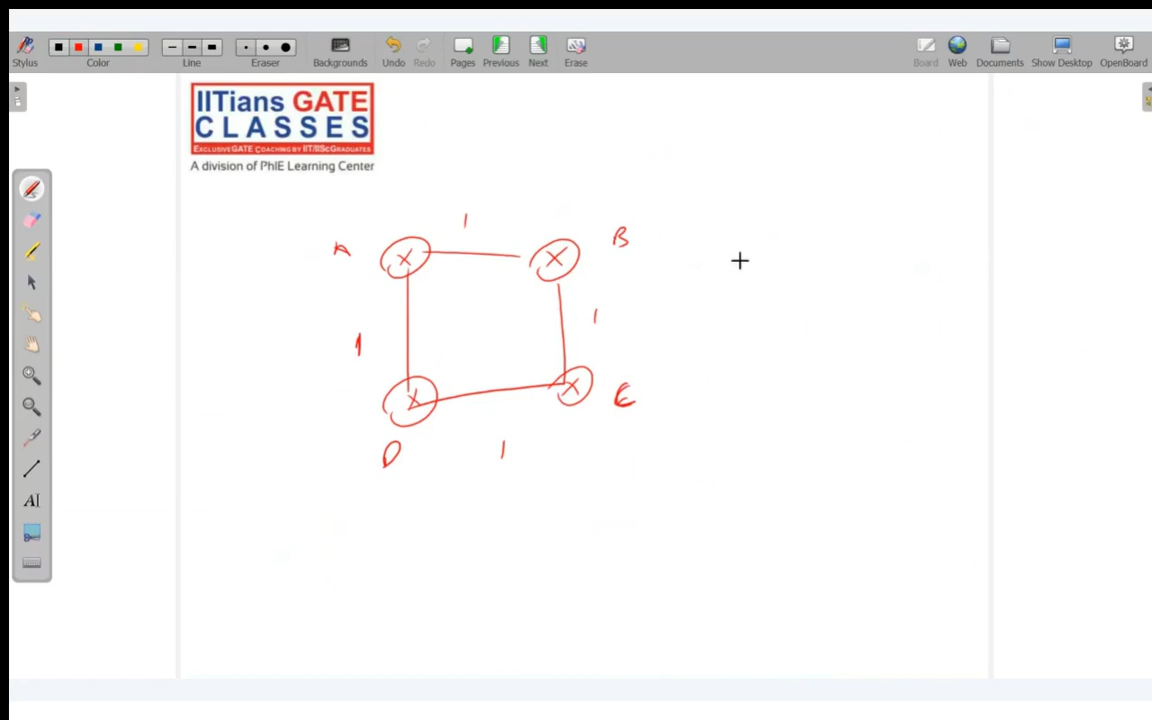 Stylus Color Line Eraser Backgrounds Undo Redo Pages Previous Next Erase Board Web Documents Show Desktop OpenBoard
IITians GATE
CLASSES
EXCLUSIVE GATE COACHING BY IIT/IISc GRADUATES
A division of PhIE Learning Center
1
A X X B
1 1
X X
D 1
AI